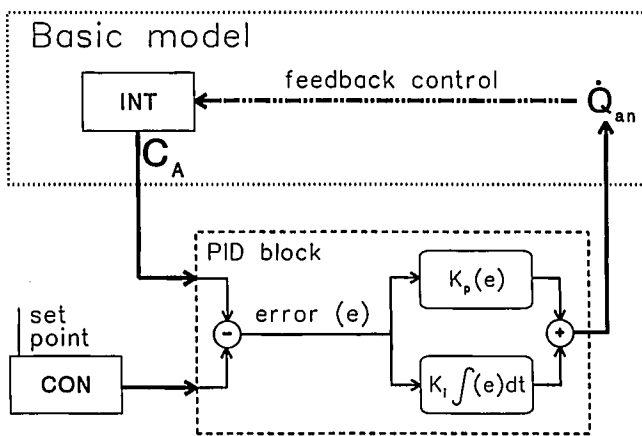 Basic model
INT
feedback control
Q̇an
CA
PID block
Kp(e)
error (e)
-
+
set
point
CON
KI∫(e)dt